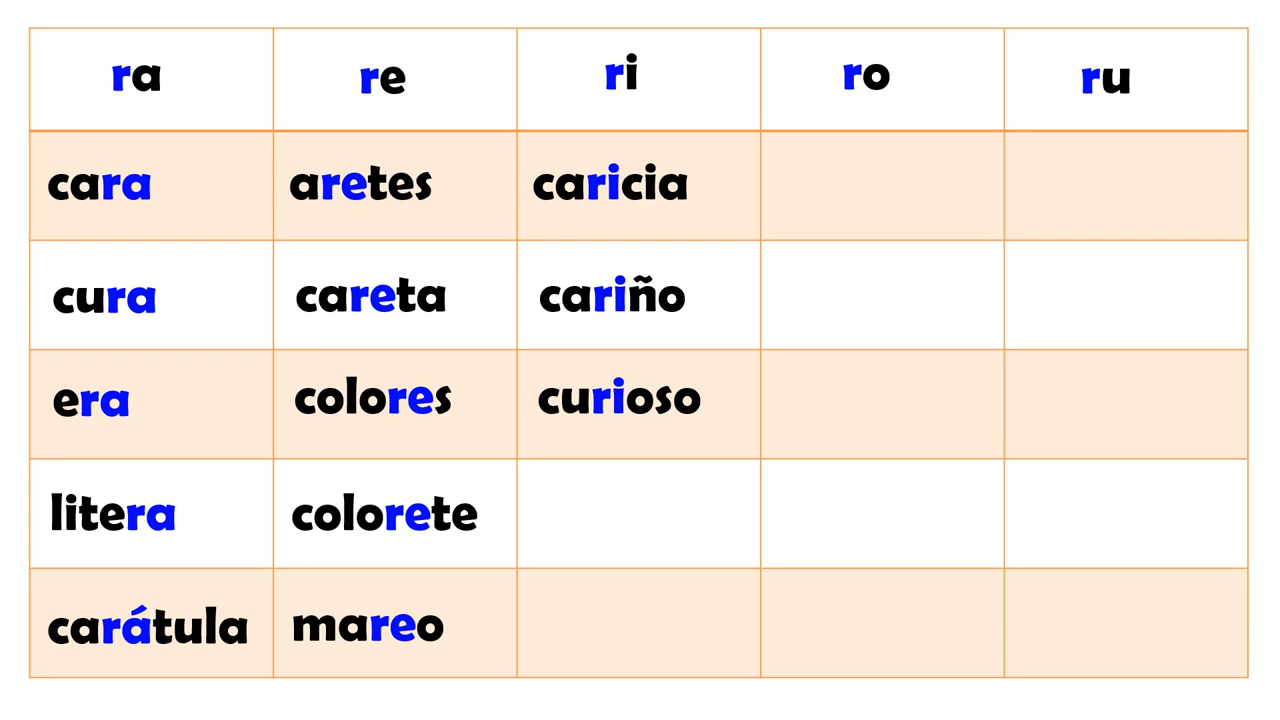 ra re ri ro ru
cara aretes caricia
cura careta cariño
era colores curioso
litera colorete
carátula mareo